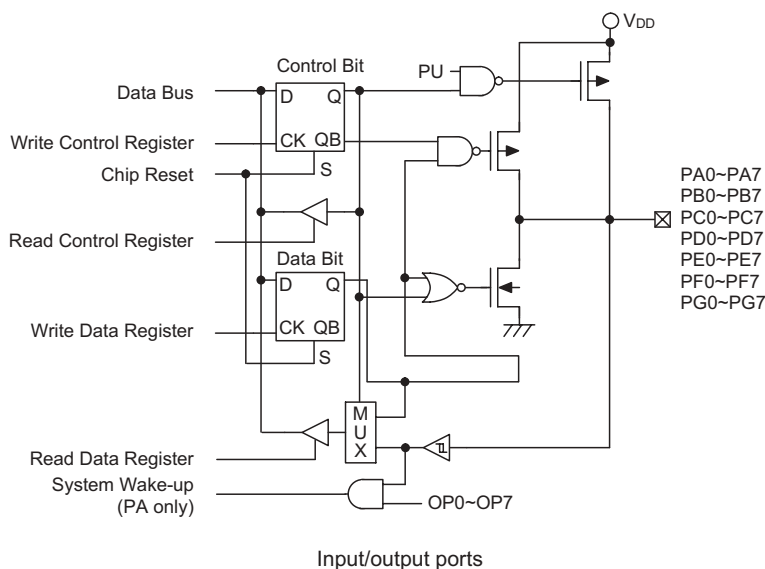 VDD
Control Bit
PU
Data Bus
D Q
Write Control Register
CK QB
Chip Reset
S
PA0~PA7
PB0~PB7
PC0~PC7
PD0~PD7
PE0~PE7
PF0~PF7
PG0~PG7
Read Control Register
Data Bit
D Q
Write Data Register
CK QB
S
M
U
X
Read Data Register
System Wake-up
(PA only)
OP0~OP7
Input/output ports